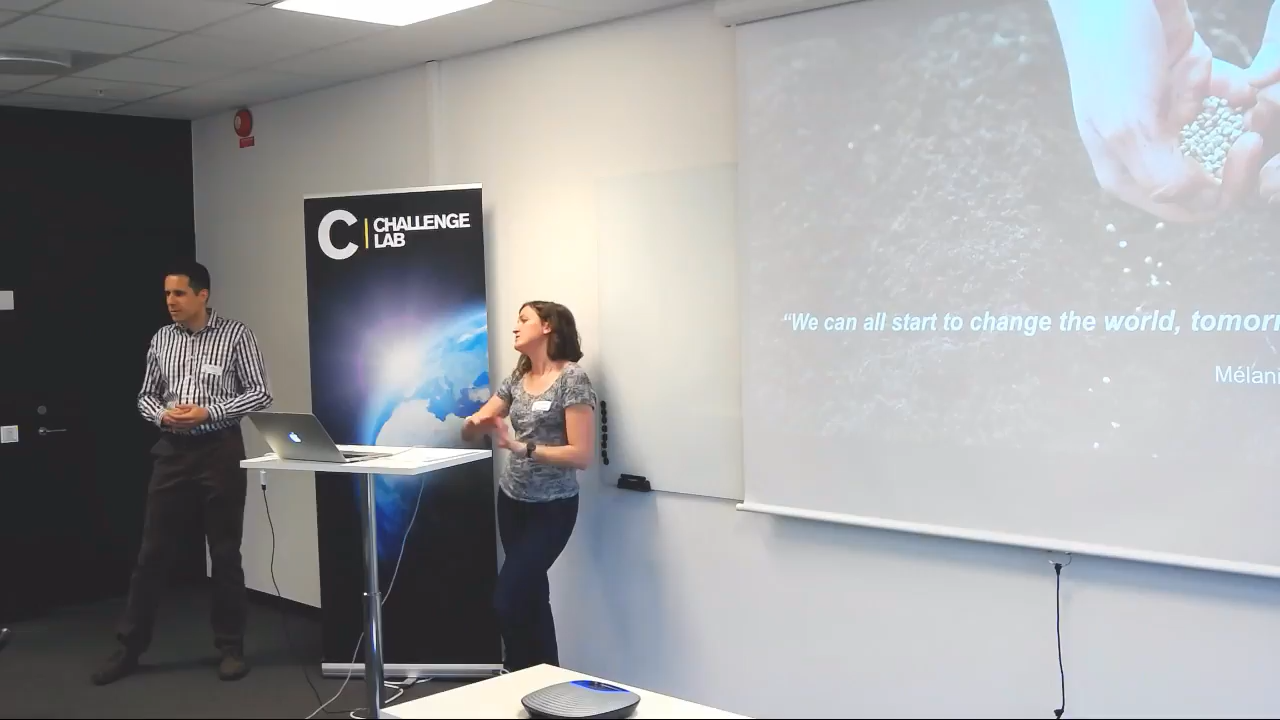 C CHALLENGE
LAB
“We can all start to change the world, tomorr
Mélani